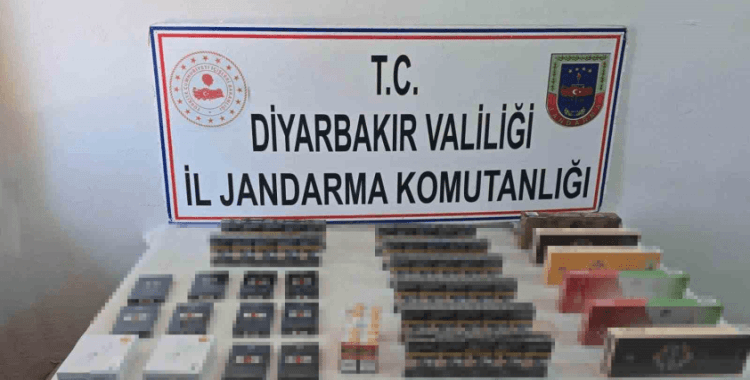 T.C.
DİYARBAKIR VALİLİĞİ
İL JANDARMA KOMUTANLIĞI